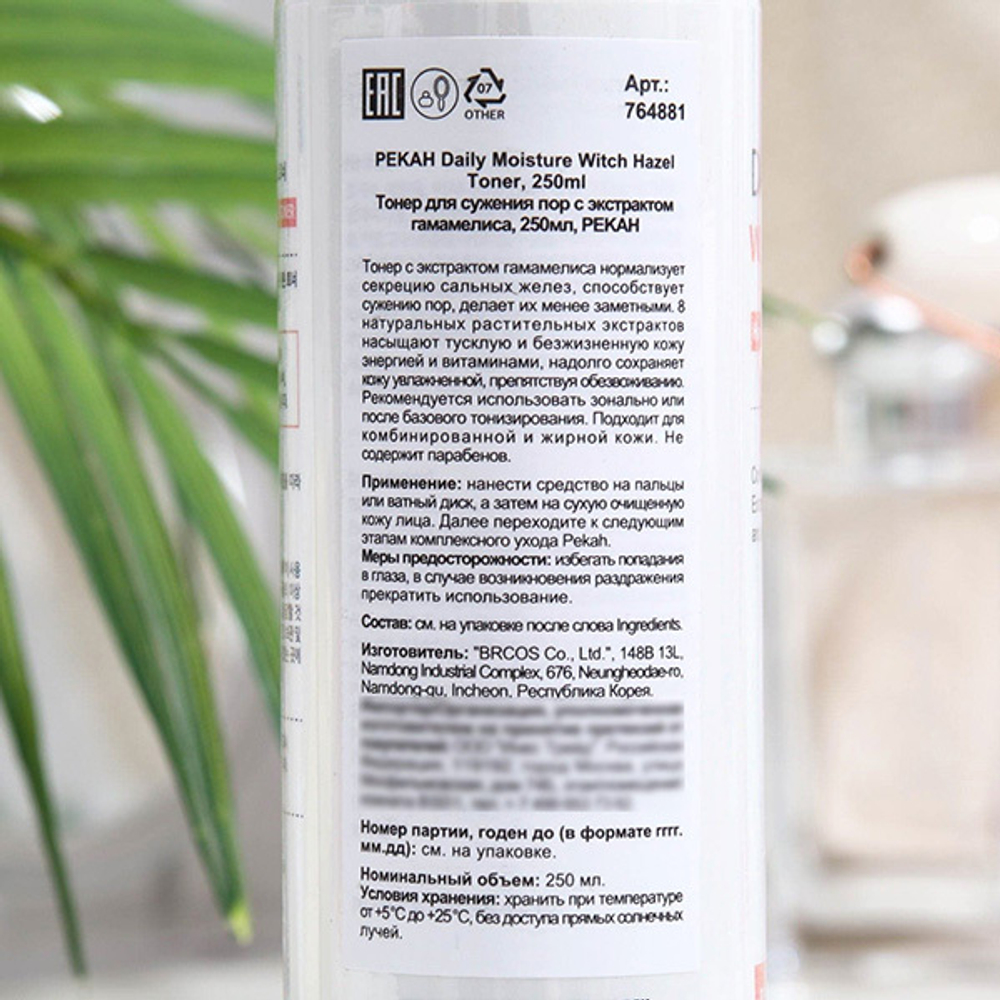 EAC
07
OTHER
Арт.:
764881
PEKAH Daily Moisture Witch Hazel
Toner, 250ml
Тонер для сужения пор с экстрактом
гамамелиса, 250мл, PEKAH
Тонер с экстрактом гамамелиса нормализует
секрецию сальных желез, способствует
сужению пор, делает их менее заметными. 8
натуральных растительных экстрактов
насыщают тусклую и безжизненную кожу
энергией и витаминами, надолго сохраняет
кожу увлажненной, препятствуя обезвоживанию.
Рекомендуется использовать зонально или
после базового тонизирования. Подходит для
комбинированной и жирной кожи. Не
содержит парабенов.
Применение: нанести средство на пальцы
или ватный диск, а затем на сухую очищенную
кожу лица. Далее переходите к следующим
этапам комплексного ухода Pekah.
Меры предосторожности: избегать попадания
в глаза, в случае возникновения раздражения
прекратить использование.
Состав: см. на упаковке после слова Ingredients.
Изготовитель: "BRCOS Co., Ltd.", 148B 13L,
Namdong Industrial Complex, 676, Neungheodae-ro,
Namdong-gu, Incheon, Республика Корея.
Номер партии, годен до (в формате гггг.
мм.дд): см. на упаковке.
Номинальный объем: 250 мл.
Условия хранения: хранить при температуре
от +5°C до +25°C, без доступа прямых солнечных
лучей.